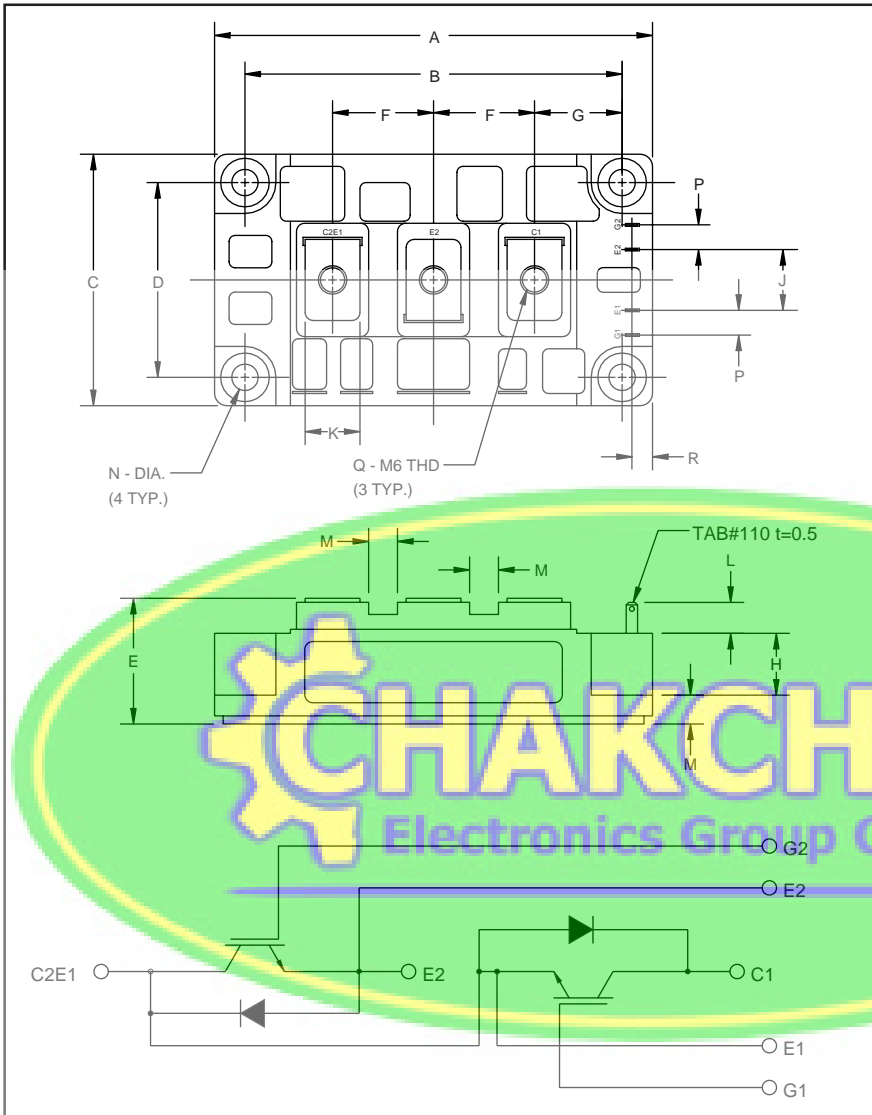 A
B
F F G
P
C2E1 E2 C1
G2
E2
C D J
E1
G1
P
K
R
N - DIA.
(4 TYP.)
Q - M6 THD
(3 TYP.)
TAB#110 t=0.5
M L
M
E H
M
CHAKCH
Electronics Group C
G2
E2
C2E1 E2 C1
E1
G1